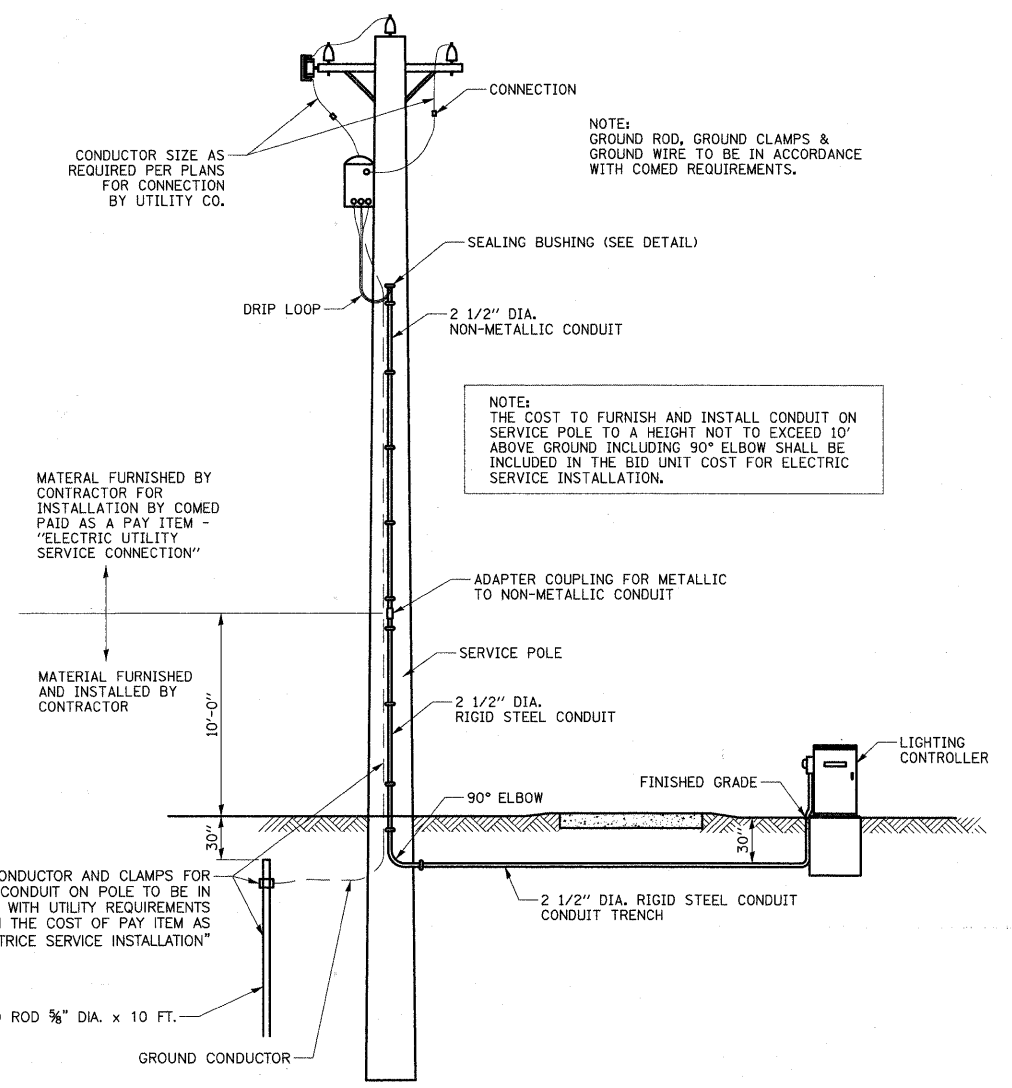 CONNECTION
NOTE:
GROUND ROD, GROUND CLAMPS &
GROUND WIRE TO BE IN ACCORDANCE
WITH COMED REQUIREMENTS.
CONDUCTOR SIZE AS
REQUIRED PER PLANS
FOR CONNECTION
BY UTILITY CO.
SEALING BUSHING (SEE DETAIL)
DRIP LOOP
2 1/2" DIA.
NON-METALLIC CONDUIT
NOTE:
THE COST TO FURNISH AND INSTALL CONDUIT ON
SERVICE POLE TO A HEIGHT NOT TO EXCEED 10'
ABOVE GROUND INCLUDING 90° ELBOW SHALL BE
INCLUDED IN THE BID UNIT COST FOR ELECTRIC
SERVICE INSTALLATION.
MATERAL FURNISHED BY
CONTRACTOR FOR
INSTALLATION BY COMED
PAID AS A PAY ITEM -
"ELECTRIC UTILITY
SERVICE CONNECTION"
ADAPTER COUPLING FOR METALLIC
TO NON-METALLIC CONDUIT
MATERIAL FURNISHED
AND INSTALLED BY
CONTRACTOR
10'-0"
SERVICE POLE
2 1/2" DIA.
RIGID STEEL CONDUIT
LIGHTING
CONTROLLER
FINISHED GRADE
90° ELBOW
30"
30"
ONDUCTOR AND CLAMPS FOR
CONDUIT ON POLE TO BE IN
WITH UTILITY REQUIREMENTS
THE COST OF PAY ITEM AS
TRICE SERVICE INSTALLATION"
2 1/2" DIA. RIGID STEEL CONDUIT
CONDUIT TRENCH
ROD 5/8" DIA. x 10 FT.
GROUND CONDUCTOR